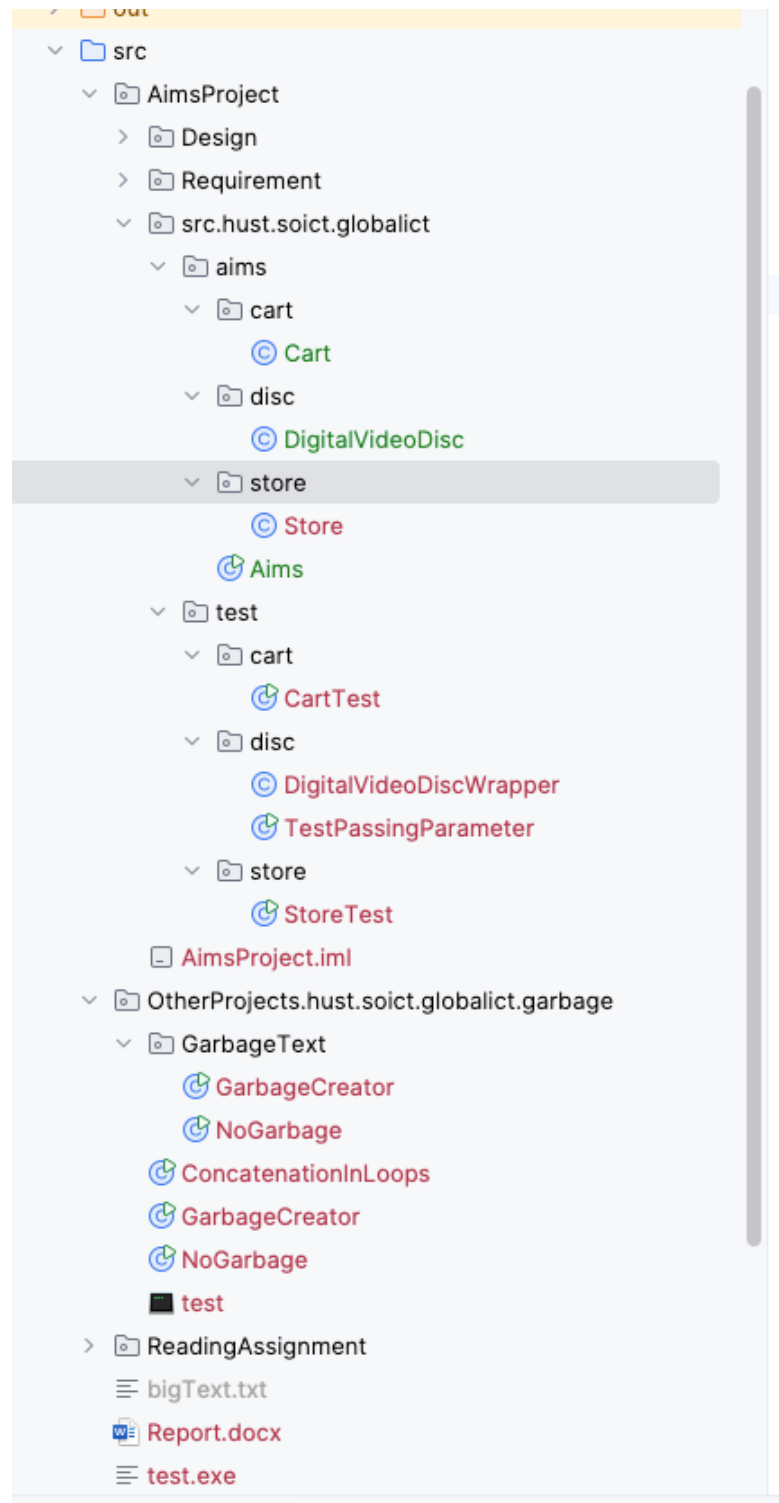 out
src
AimsProject
Design
Requirement
src.hust.soict.globalict
aims
cart
Cart
disc
DigitalVideoDisc
store
Store
Aims
test
cart
CartTest
disc
DigitalVideoDiscWrapper
TestPassingParameter
store
StoreTest
AimsProject.iml
OtherProjects.hust.soict.globalict.garbage
GarbageText
GarbageCreator
NoGarbage
ConcatenationInLoops
GarbageCreator
NoGarbage
test
ReadingAssignment
bigText.txt
Report.docx
test.exe